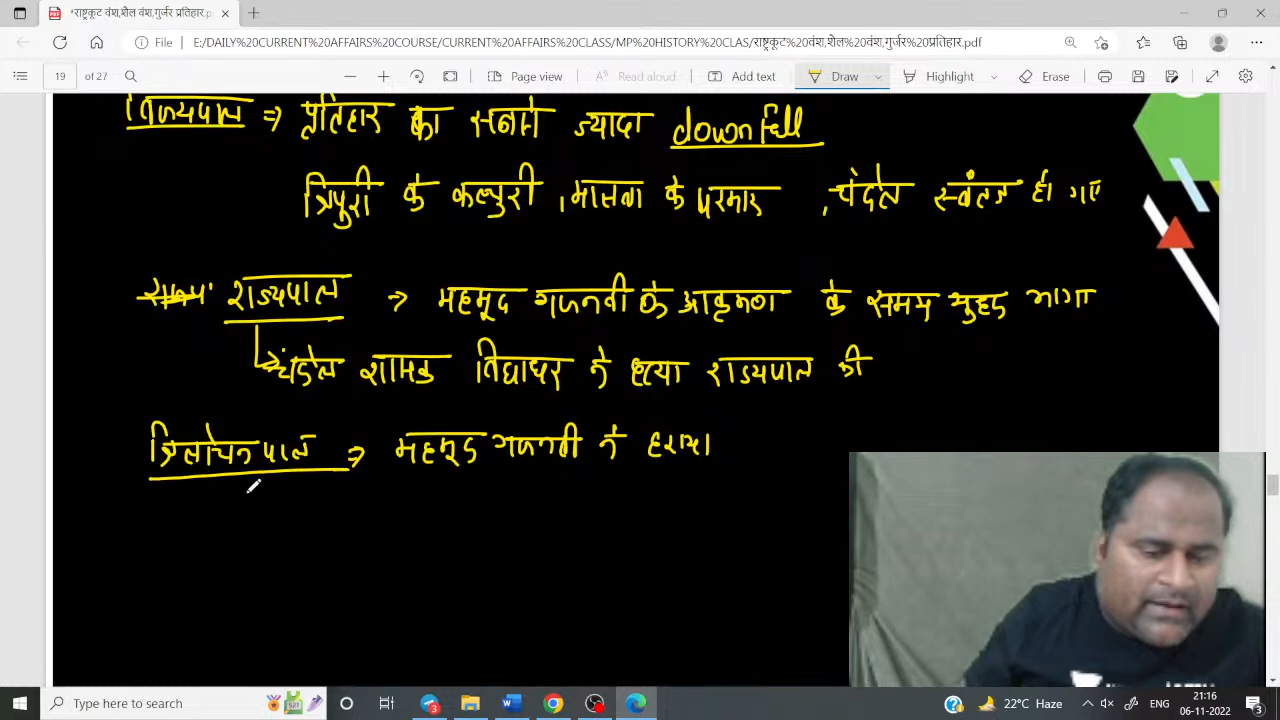 *राष्ट्रकूट वंश,शैल वंश,गुर्जर प्रतिहार.p
File E:/DAILY%20CURRENT%20AFFAIRS%20COURSE/CURRENT%20AFFAIRS%20CLASS/MP%20HISTORY%20CLAS/राष्ट्रकूट%20वंश,शैल%20वंश,गुर्जर%20प्रतिहार.pdf
19 of 27 Page view Read aloud Add text Draw Highlight Erase
विजयपाल ⇒ प्रतिहार का सबसे ज्यादा downfall
त्रिपुरी के कल्चुरी, मालवा के परमार, चंदेल स्वंतत्र हो गए
राज्यपाल → महमूद गजनवी के आक्रमण के समय भागा
चंदेल शासक विद्याधर ने हत्या राज्यपाल की
त्रिलोचनपाल ⇒ महमूद गजनवी ने हराया
Type here to search 22°C Haze ENG 21:16
06-11-2022